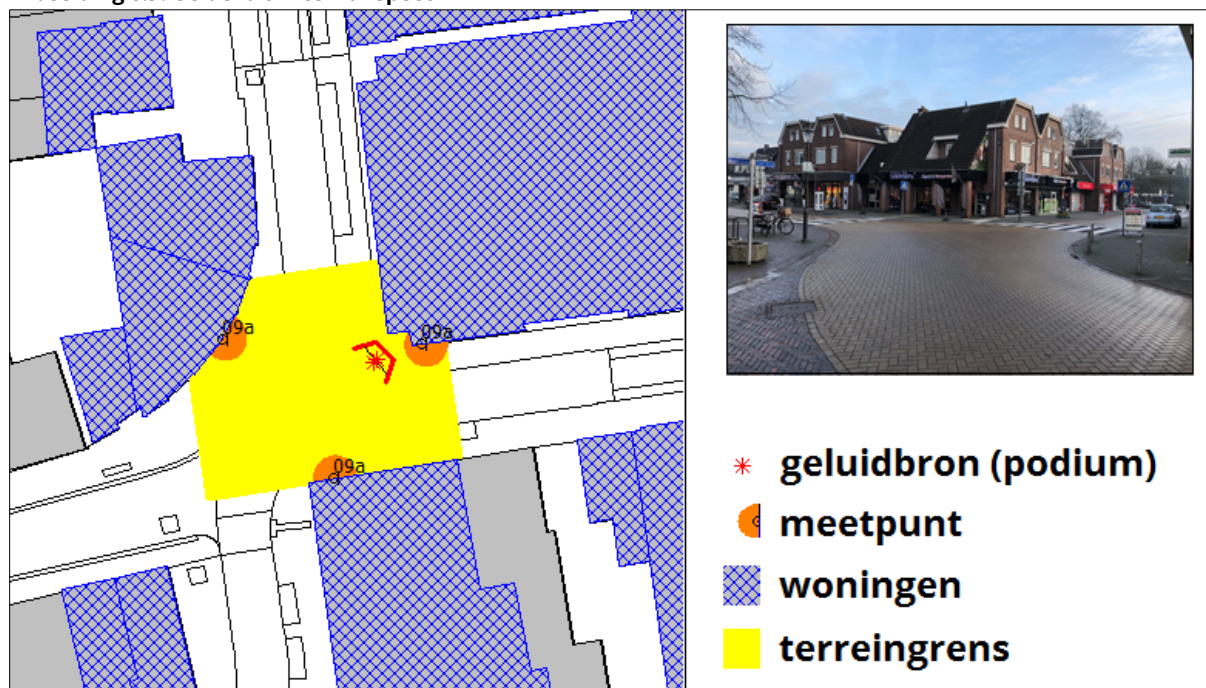 09a
09a
09a
geluidbron (podium)
meetpunt
woningen
terreingrens